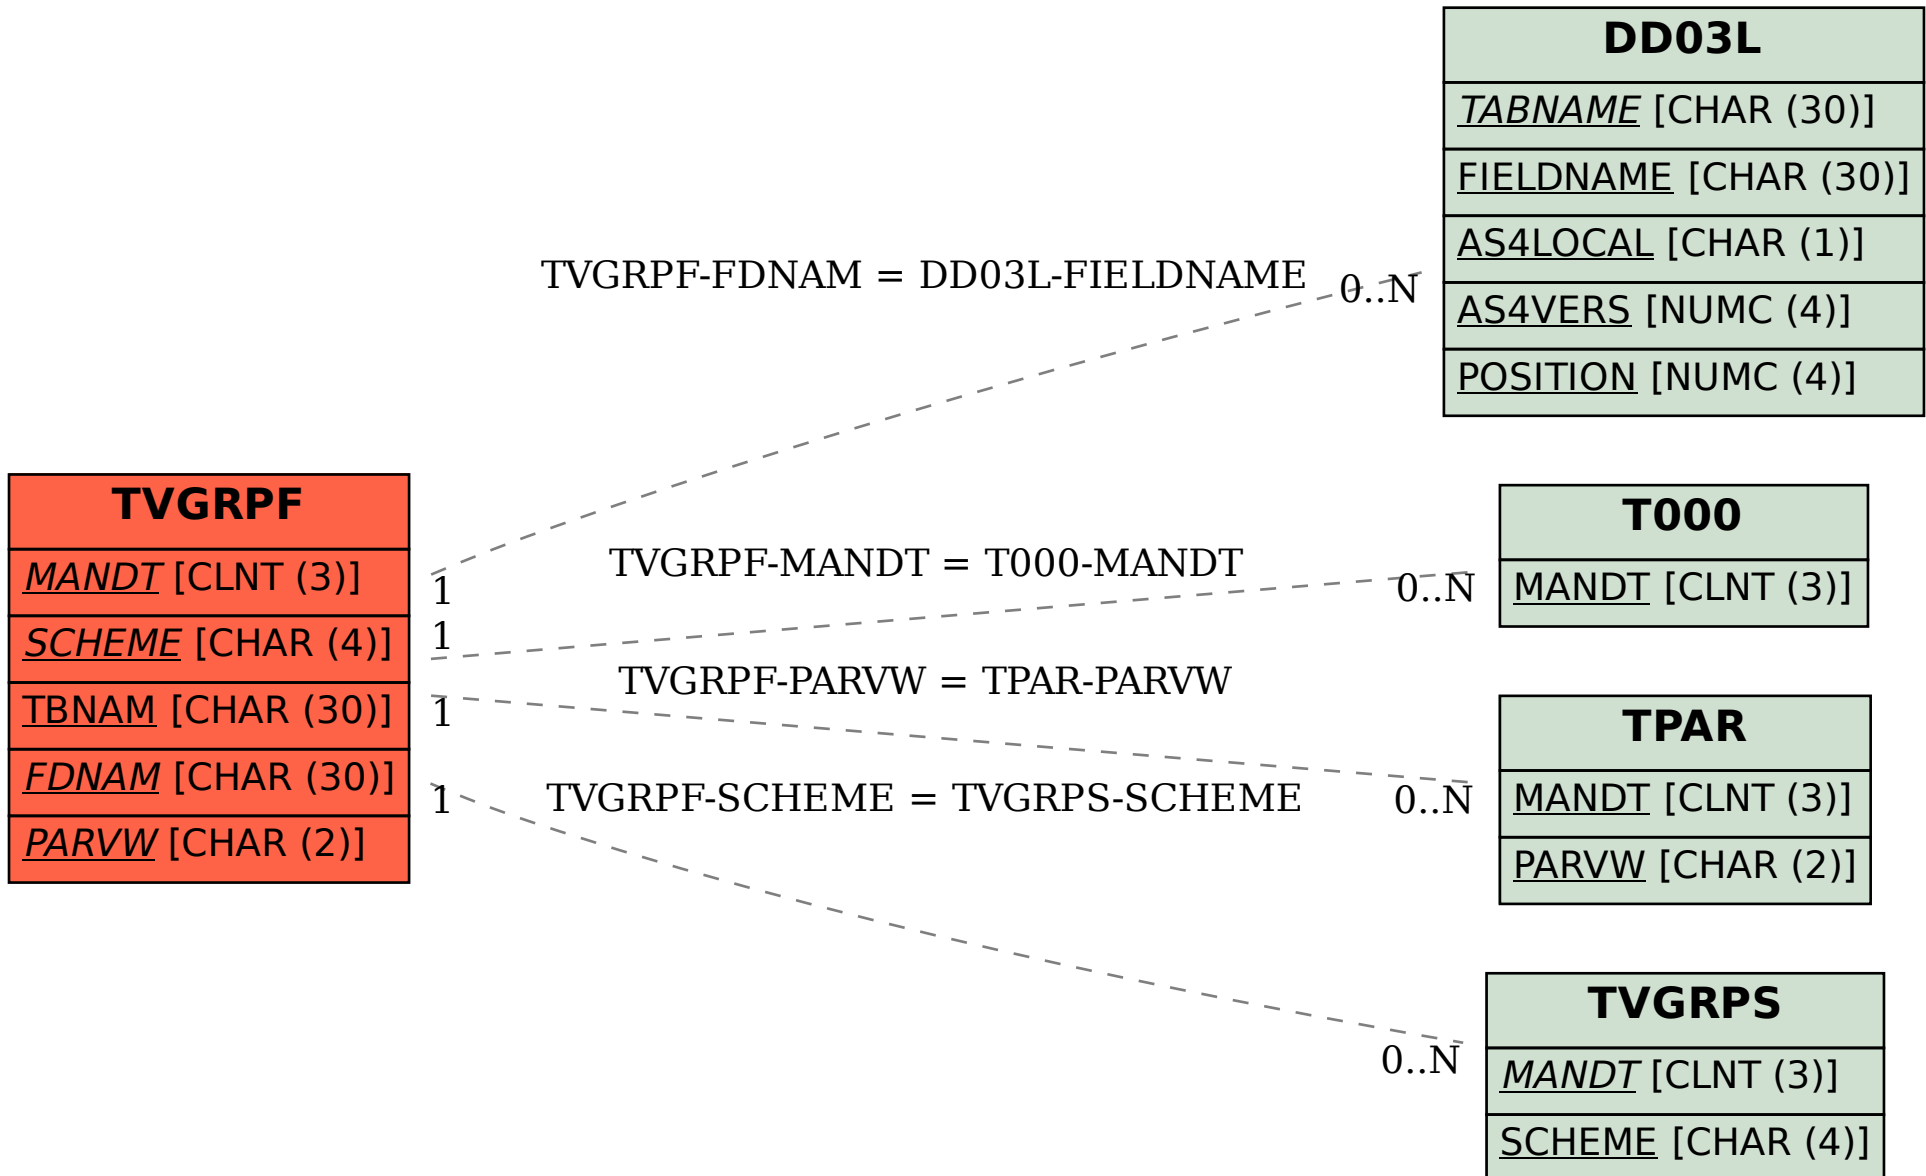 DD03L
TABNAME [CHAR (30)]
FIELDNAME [CHAR (30)]
AS4LOCAL [CHAR (1)]
AS4VERS [NUMC (4)]
POSITION [NUMC (4)]
TVGRPF-FDNAM = DD03L-FIELDNAME
0..N
TVGRPF
MANDT [CLNT (3)]
SCHEME [CHAR (4)]
TBNAM [CHAR (30)]
FDNAM [CHAR (30)]
PARVW [CHAR (2)]
1
1
1
1
TVGRPF-MANDT = T000-MANDT
0..N
T000
MANDT [CLNT (3)]
TVGRPF-PARVW = TPAR-PARVW
0..N
TPAR
MANDT [CLNT (3)]
PARVW [CHAR (2)]
TVGRPF-SCHEME = TVGRPS-SCHEME
0..N
TVGRPS
MANDT [CLNT (3)]
SCHEME [CHAR (4)]